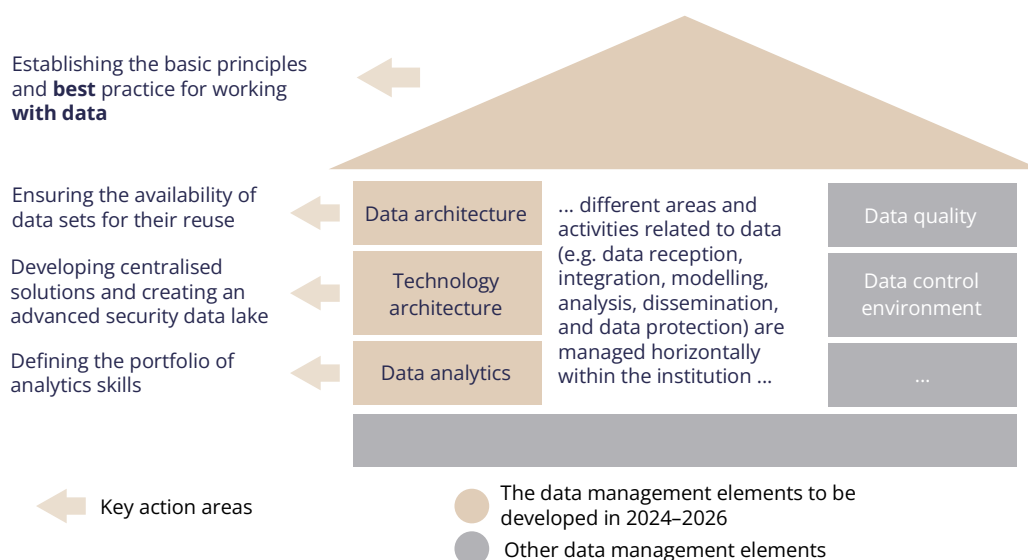 Establishing the basic principles
and best practice for working
with data
Ensuring the availability of
data sets for their reuse
Data architecture
... different areas and
activities related to data
(e.g. data reception,
integration, modelling,
analysis, dissemination,
and data protection) are
managed horizontally
within the institution ...
Data quality
Developing centralised
solutions and creating an
advanced security data lake
Technology
architecture
Data control
environment
Defining the portfolio of
analytics skills
Data analytics
...
Key action areas
The data management elements to be
developed in 2024–2026
Other data management elements